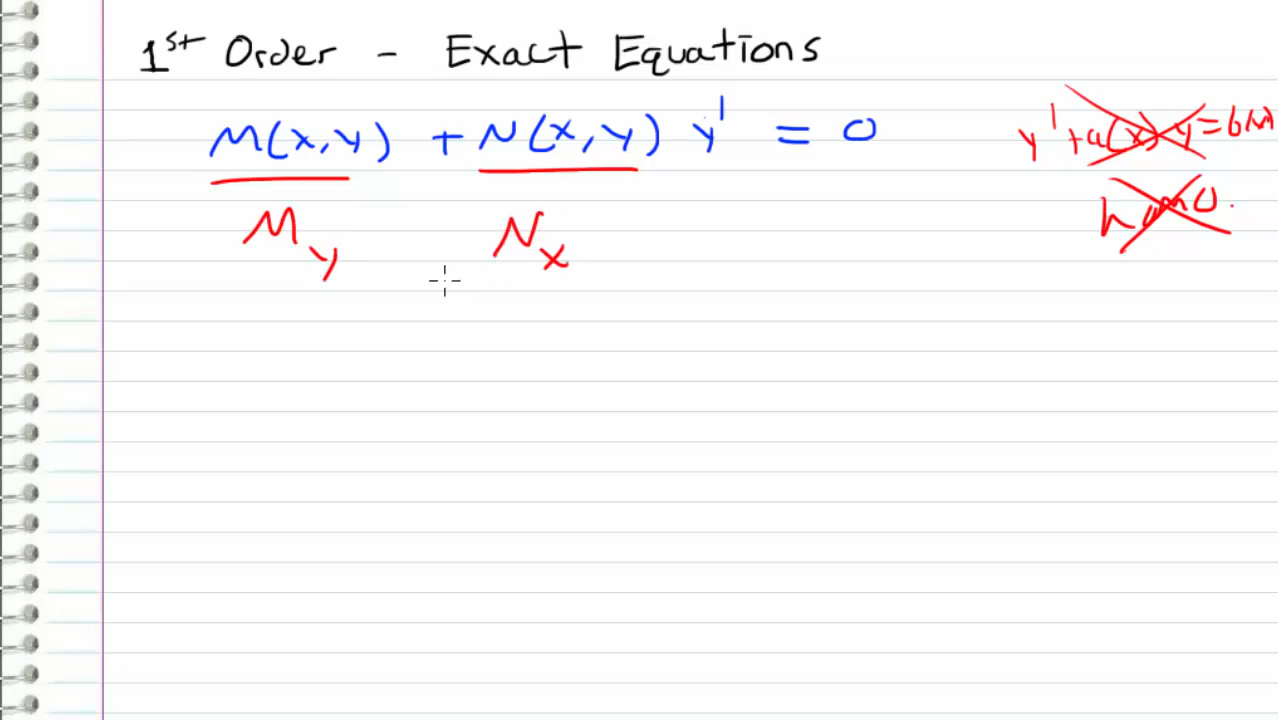 1st Order - Exact Equations
M(x,y) + N(x,y) y' = 0
y' + a(x) y = b(x)
My Nx